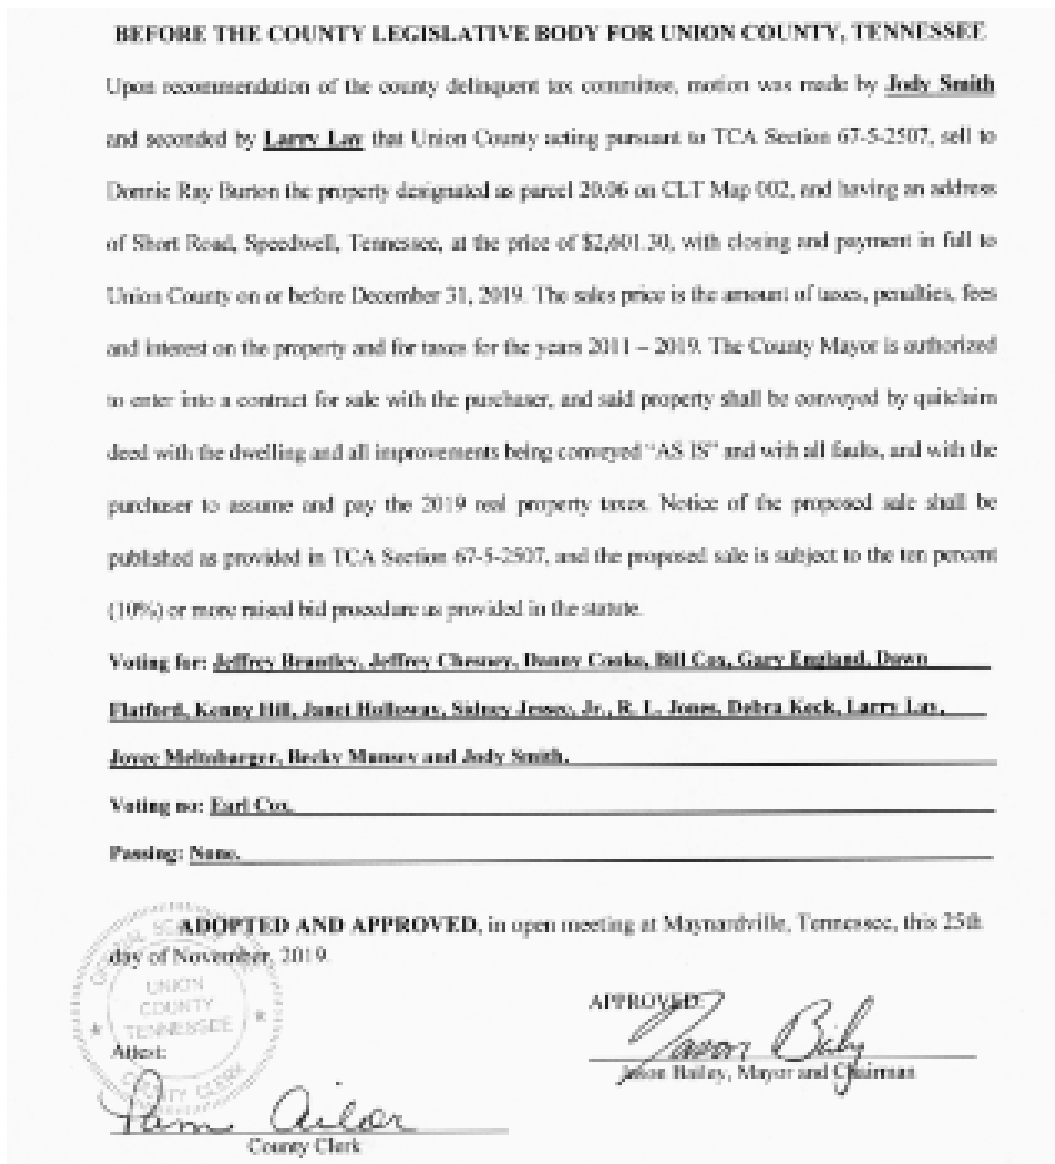 BEFORE THE COUNTY LEGISLATIVE BODY FOR UNION COUNTY, TENNESSEE
Upon recommendation of the county delinquent tax committee, motion was made by Jody Smith
and seconded by Larry Lay that Union County acting pursuant to TCA Section 67-5-2507, sell to
Donnie Ray Burton the property designated as parcel 20.06 on CLT Map 002, and having an address
of Short Road, Speedwell, Tennessee, at the price of $2,601.30, with closing and payment in full to
Union County on or before December 31, 2019. The sales price is the amount of taxes, penalties, fees
and interest on the property and for taxes for the years 2011 – 2019. The County Mayor is authorized
to enter into a contract for sale with the purchaser, and said property shall be conveyed by quitclaim
deed with the dwelling and all improvements being conveyed "AS IS" and with all faults, and with the
purchaser to assume and pay the 2019 real property taxes. Notice of the proposed sale shall be
published as provided in TCA Section 67-5-2507, and the proposed sale is subject to the ten percent
(10%) or more raised bid procedure as provided in the statute.
Voting for: Jeffrey Brantley, Jeffrey Chesney, Danny Cooke, Bill Cox, Gary England, Dawn
Flatford, Kenny Hill, Janet Holloway, Sidney Jessee, Jr., R. L. Jones, Debra Keck, Larry Lay,
Joyce Meltabarger, Becky Munsey and Jody Smith.
Voting no: Earl Cox.
Passing: None.
ADOPTED AND APPROVED, in open meeting at Maynardville, Tennessee, this 25th
day of November, 2019.
UNION
COUNTY
TENNESSEE
COUNTY CLERK
APPROVED:
Jason Baily
Jason Bailey, Mayor and Chairman
Attest:
Pam Ailor
County Clerk